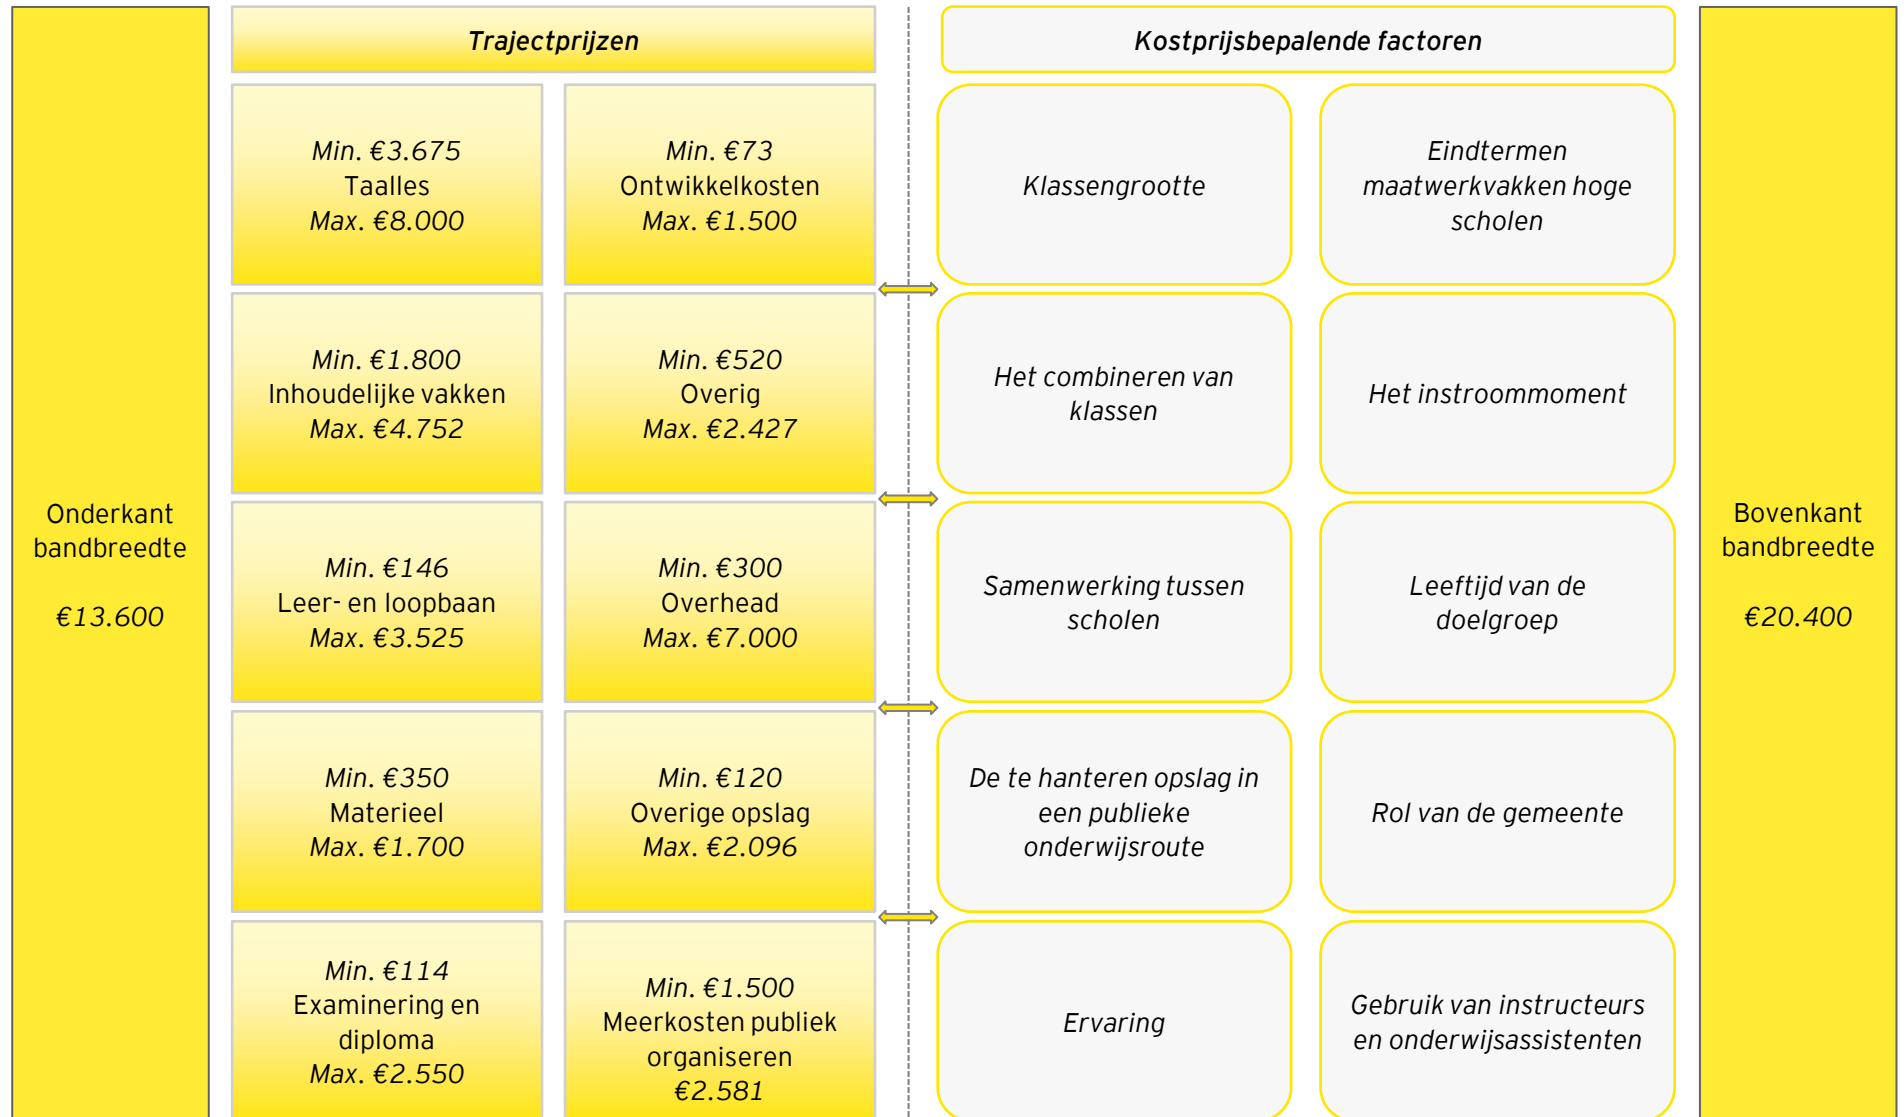 Onderkant
bandbreedte
€13.600
Trajectprijzen
Min. €3.675
Taalles
Max. €8.000
Min. €73
Ontwikkelkosten
Max. €1.500
Min. €1.800
Inhoudelijke vakken
Max. €4.752
Min. €520
Overig
Max. €2.427
Min. €146
Leer- en loopbaan
Max. €3.525
Min. €300
Overhead
Max. €7.000
Min. €350
Materieel
Max. €1.700
Min. €120
Overige opslag
Max. €2.096
Min. €114
Examinering en
diploma
Max. €2.550
Min. €1.500
Meerkosten publiek
organiseren
€2.581
Kostprijsbepalende factoren
Klassengrootte
Eindtermen
maatwerkvakken hoge
scholen
Het combineren van
klassen
Het instroommoment
Samenwerking tussen
scholen
Leeftijd van de
doelgroep
De te hanteren opslag in
een publieke
onderwijsroute
Rol van de gemeente
Ervaring
Gebruik van instructeurs
en onderwijsassistenten
Bovenkant
bandbreedte
€20.400